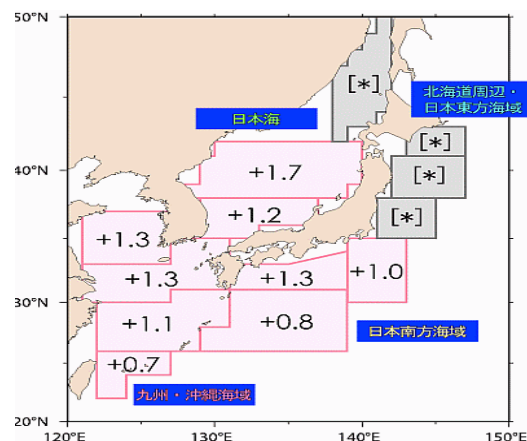 50°N
[*]
北海道周辺・
日本東方海域
日本海
[*]
40°N
+1.7
[*]
+1.2
[*]
+1.3
+1.3
+1.3
+1.0
30°N
+1.1
+0.8
日本南方海域
+0.7
九州・沖縄海域
20°N
120°E
130°E
140°E
150°E